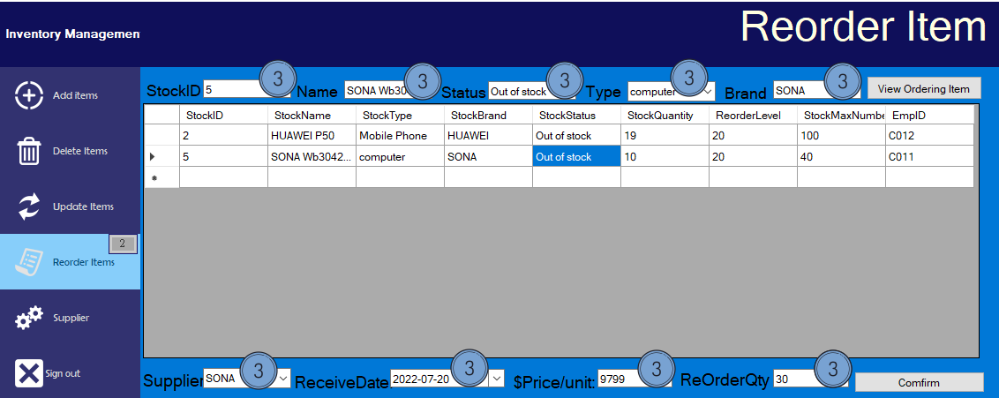 Inventory Managemen
Reorder Item
Add items
Delete Items
Update Items
2
Reorder Items
Supplier
Sign out
StockID 5 3 Name SONA Wb30 3 Status Out of stock 3 Type computer 3 Brand SONA 3 View Ordering Item
StockID StockName StockType StockBrand StockStatus StockQuantity ReorderLevel StockMaxNumbe EmpID
2 HUAWEI P50 Mobile Phone HUAWEI Out of stock 19 20 100 C012
5 SONA Wb3042... computer SONA Out of stock 10 20 40 C011
Supplier SONA 3 ReceiveDate 2022-07-20 3 $Price/unit: 9799 3 ReOrderQty 30 3 Comfirm